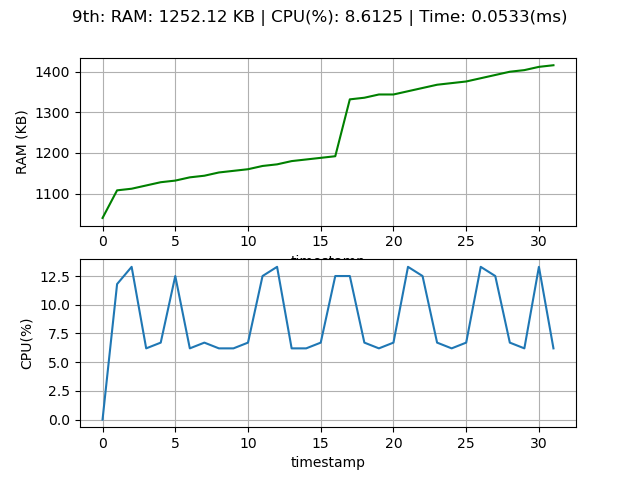 9th: RAM: 1252.12 KB | CPU(%): 8.6125 | Time: 0.0533(ms)
RAM (KB)
1400
1300
1200
1100
0 5 10 15 20 25 30
timestamp
CPU(%)
12.5
10.0
7.5
5.0
2.5
0.0
0 5 10 15 20 25 30
timestamp